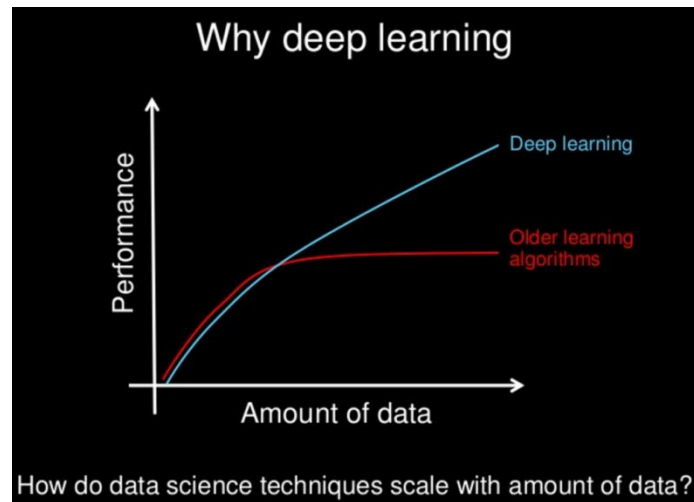 Why deep learning
Performance
Deep learning
Older learning
algorithms
Amount of data
How do data science techniques scale with amount of data?